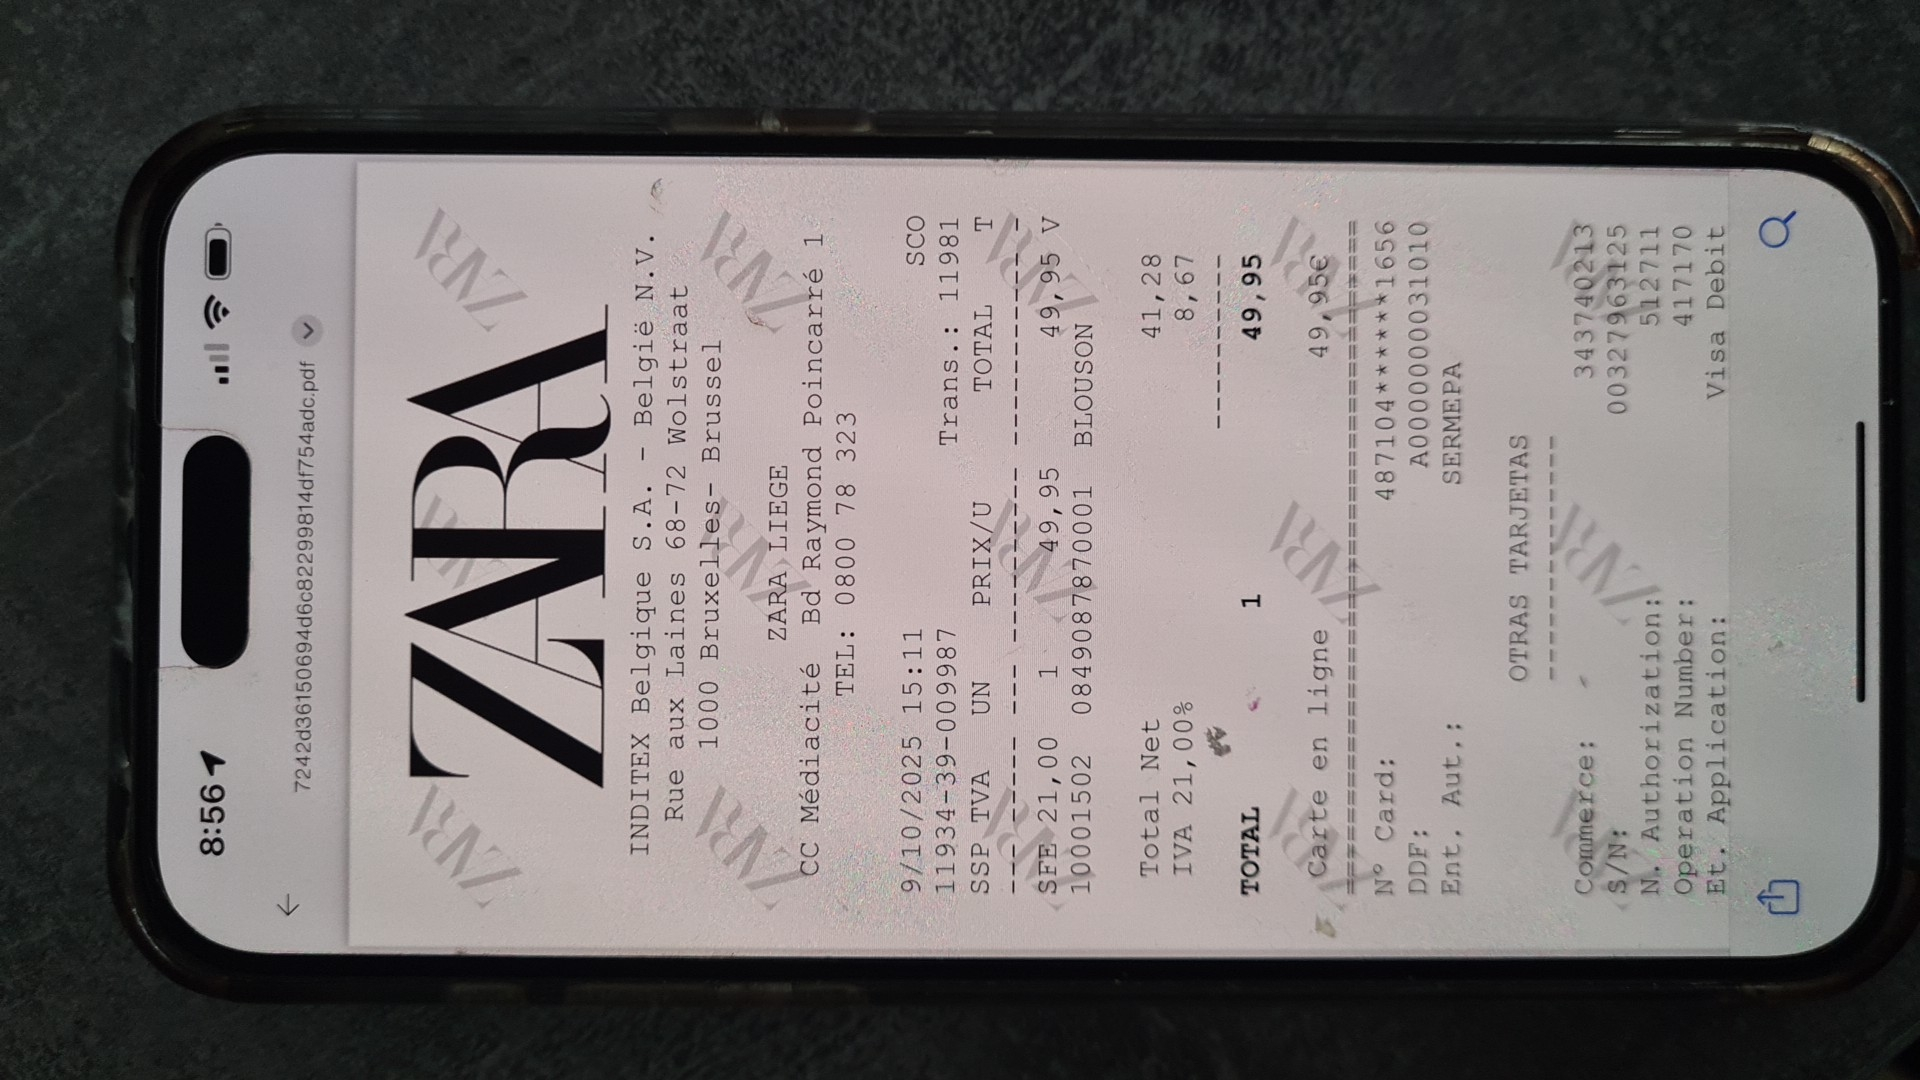 8:56
7242d36150694d6c82299814df754adc.pdf
ZARA
INDITEX Belgique S.A. - België N.V.
Rue aux Laines 68-72 Wolstraat
1000 Bruxelles- Brussel
ZARA LIEGE
CC Médiacité Bd Raymond Poincarré 1
TEL: 0800 78 323
9/10/2025 15:11 SCO
11934-39-009987 Trans.: 11981
SSP TVA UN PRIX/U TOTAL T
SFE 21,00 1 49,95 49,95 V
10001502 08490878700001 BLOUSON
Total Net 41,28
IVA 21,00% 8,67
TOTAL 1 49,95
Carte en ligne 49,95€
Nº Card: 487104******1656
DDF: A0000000031010
Ent. Aut.: SERMEPA
OTRAS TARJETAS
Commerce: 343740213
S/N: 00327963125
N. Authorization: 512711
Operation Number: 417170
Et. Application: Visa Debit